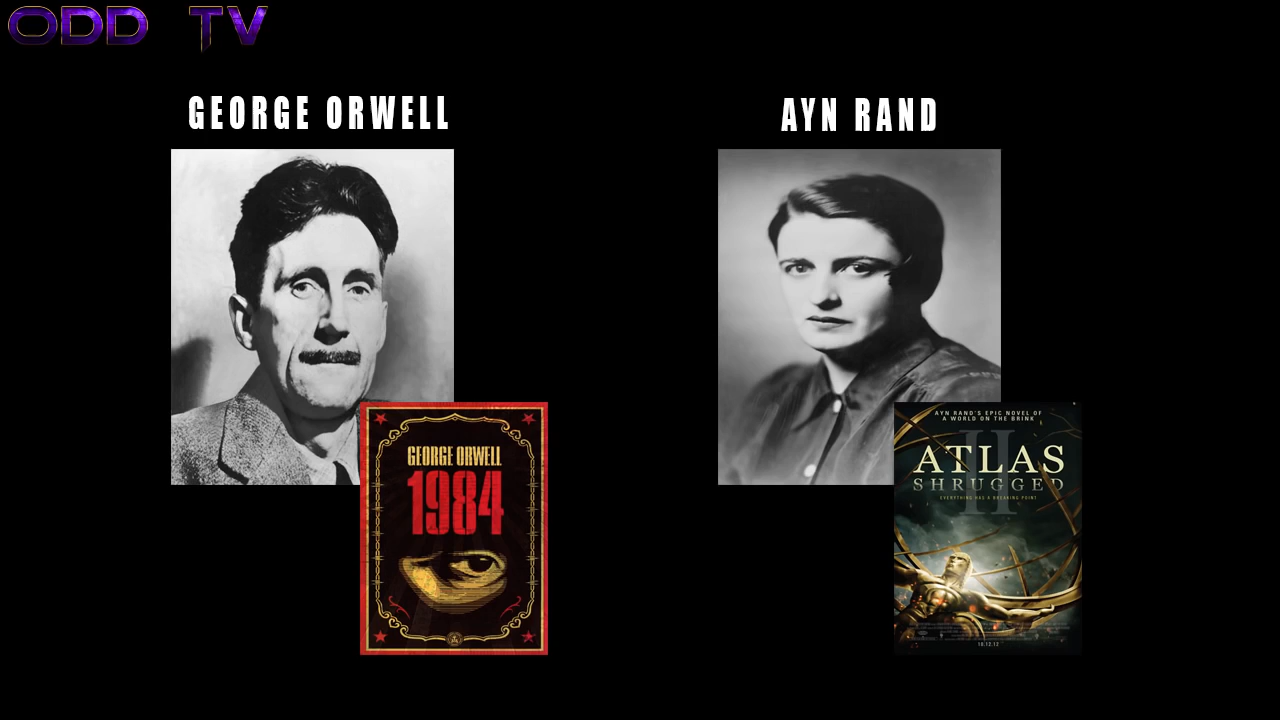 ODD TV
GEORGE ORWELL
AYN RAND
GEORGE ORWELL
1984
AYN RAND'S EPIC NOVEL OF
A WORLD ON THE BRINK
II
ATLAS
SHRUGGED
EVERYTHING HAS A BREAKING POINT
10.12.12